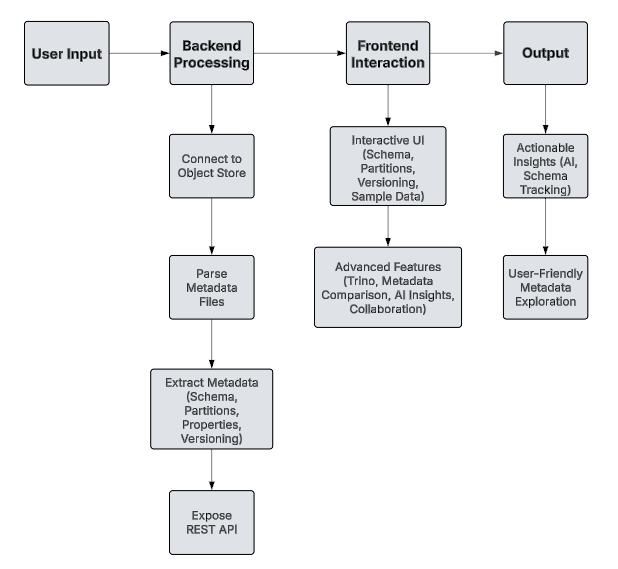 User Input
Backend
Processing
Frontend
Interaction
Output
Connect to
Object Store
Parse
Metadata
Files
Extract Metadata
(Schema,
Partitions,
Properties,
Versioning)
Expose
REST API
Interactive UI
(Schema,
Partitions,
Versioning,
Sample Data)
Advanced Features
(Trino, Metadata
Comparison, AI Insights,
Collaboration)
Actionable
Insights (AI,
Schema
Tracking)
User-Friendly
Metadata
Exploration